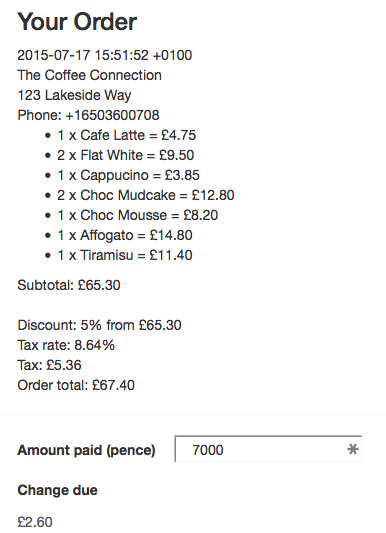 Your Order
2015-07-17 15:51:52 +0100
The Coffee Connection
123 Lakeside Way
Phone: +16503600708
• 1 x Cafe Latte = £4.75
• 2 x Flat White = £9.50
• 1 x Cappucino = £3.85
• 2 x Choc Mudcake = £12.80
• 1 x Choc Mousse = £8.20
• 1 x Affogato = £14.80
• 1 x Tiramisu = £11.40
Subtotal: £65.30
Discount: 5% from £65.30
Tax rate: 8.64%
Tax: £5.36
Order total: £67.40
Amount paid (pence) 7000
Change due
£2.60